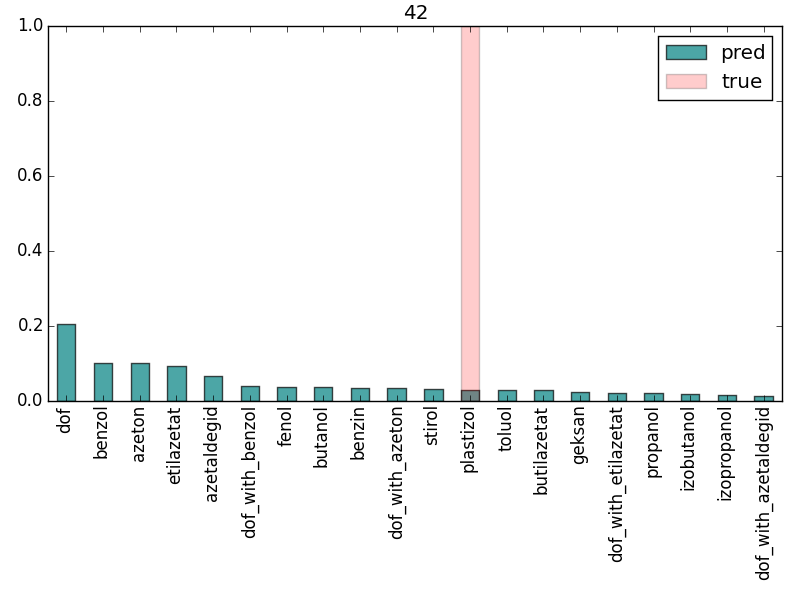 42
1.0
0.8
0.6
0.4
0.2
0.0
pred
true
dof
benzol
azeton
etilazetat
azetaldegid
dof_with_benzol
fenol
butanol
benzin
dof_with_azeton
stirol
plastizol
toluol
butilazetat
geksan
dof_with_etilazetat
propanol
izobutanol
izopropanol
dof_with_azetaldegid